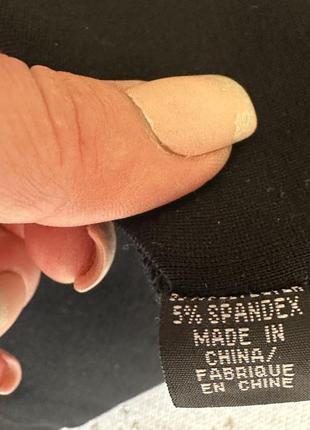 5% SPANDEX
MADE IN
CHINA/
FABRIQUE
EN CHINE